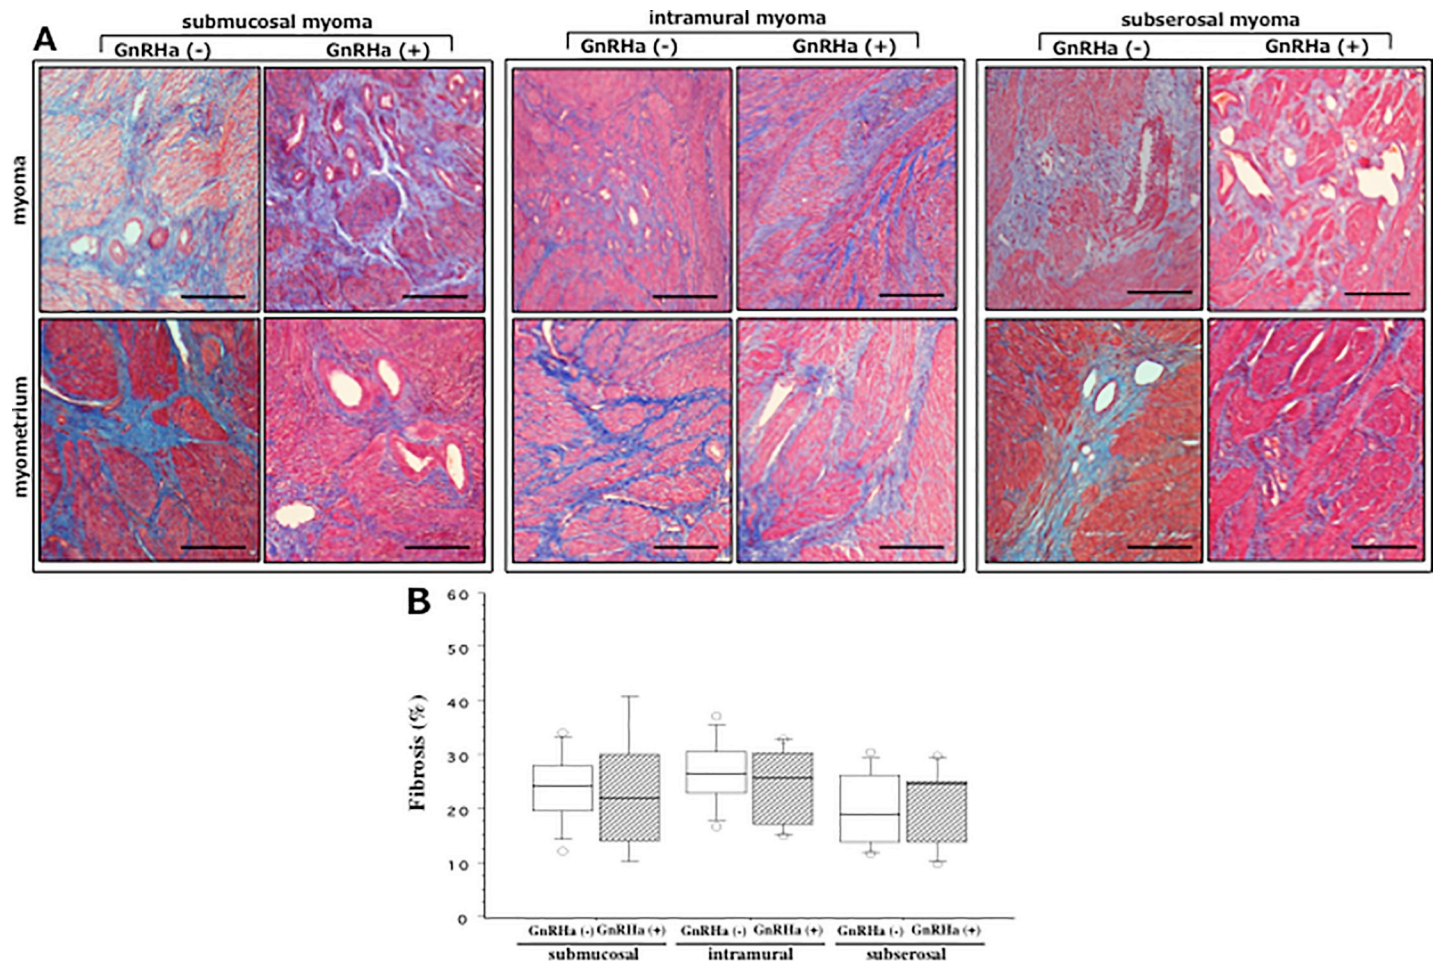 A
submucosal myoma
intramural myoma
subserosal myoma
GnRHa (-)
GnRHa (+)
GnRHa (-)
GnRHa (+)
GnRHa (-)
GnRHa (+)
myoma
myometrium
B
Fibrosis (%)
60
50
40
30
20
10
0
GnRHa (-) GnRHa (+) GnRHa (-) GnRHa (+) GnRHa (-) GnRHa (+)
submucosal intramural subserosal